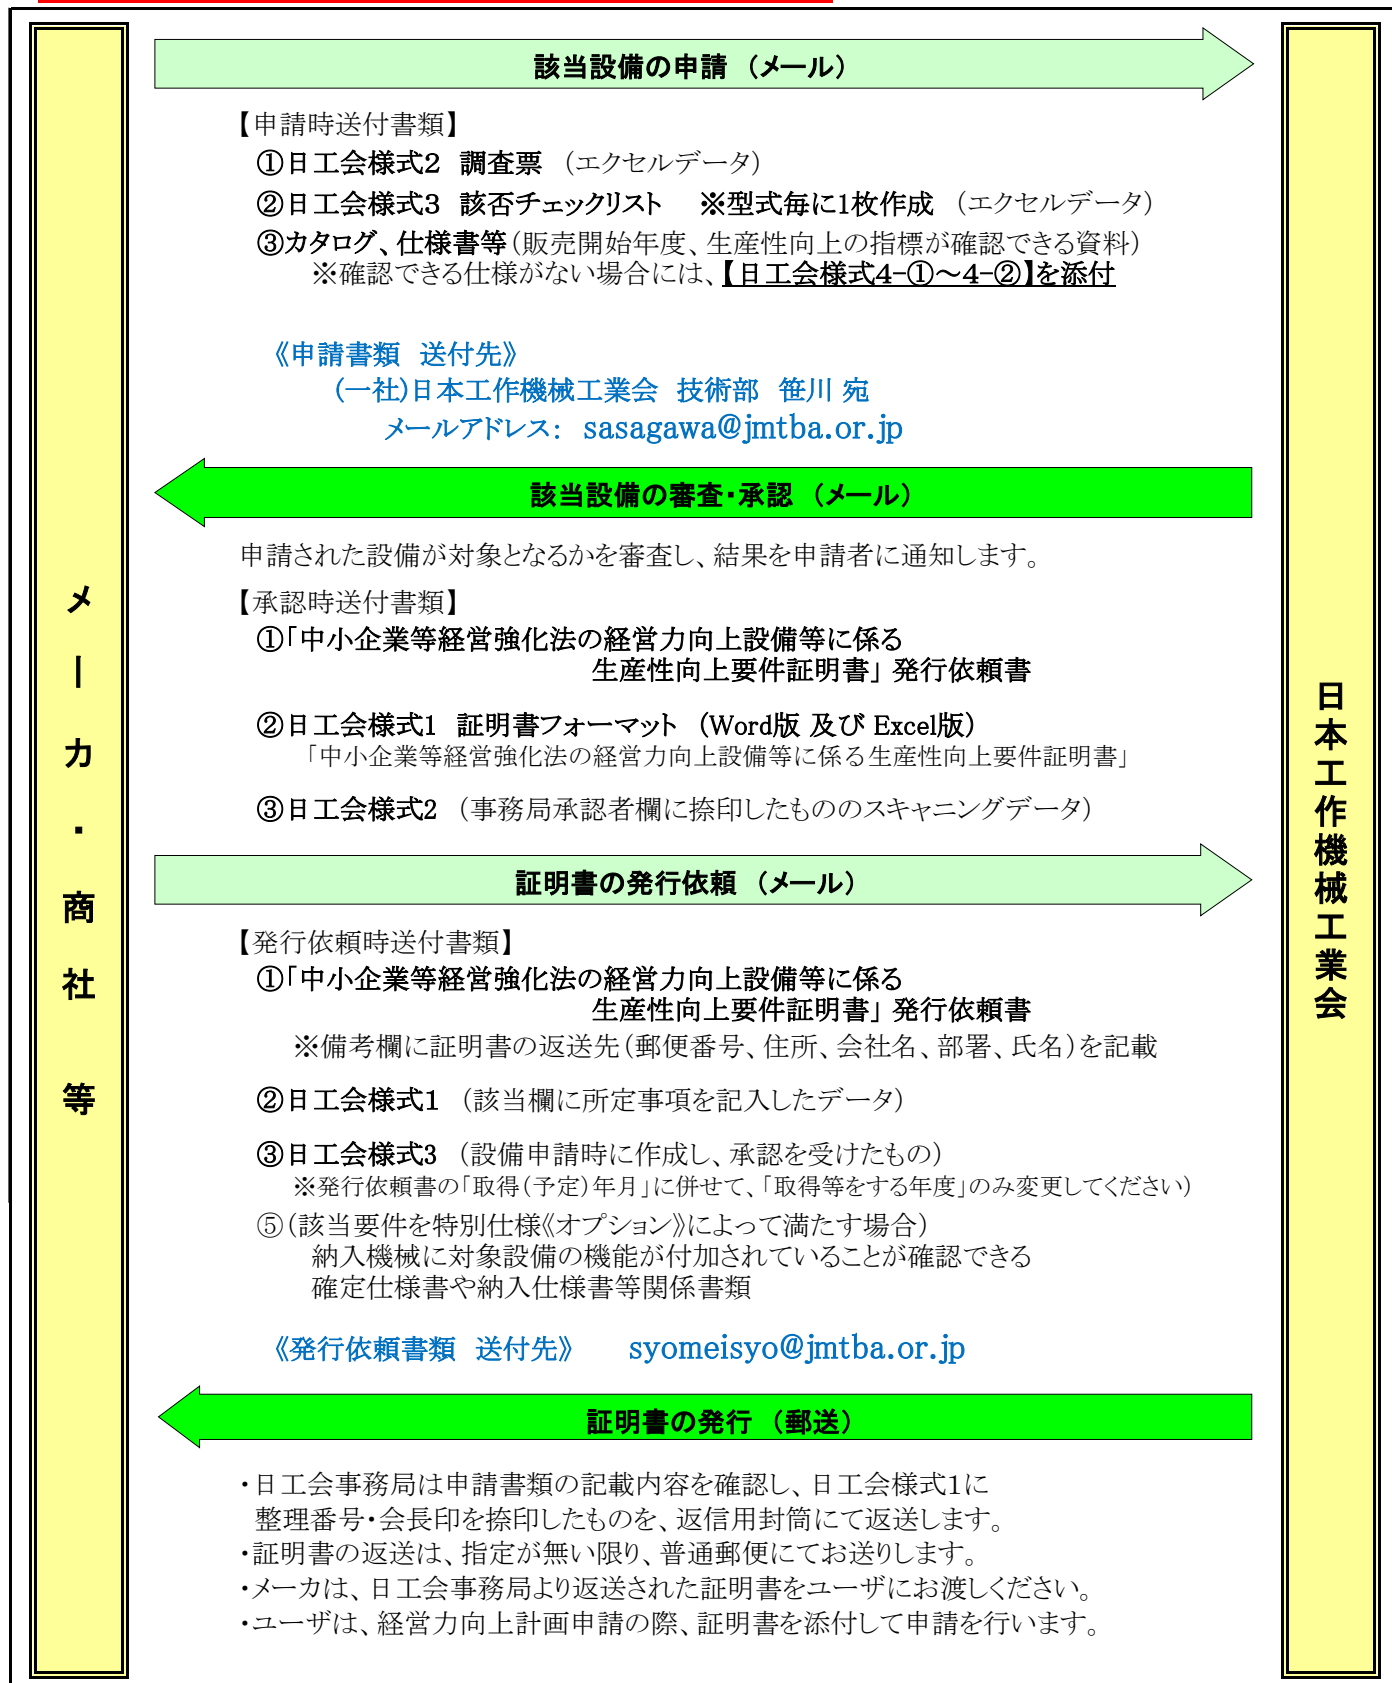 該当設備の申請 (メール)
【申請時送付書類】
①日工会様式2 調査票 (エクセルデータ)
②日工会様式3 該否チェックリスト ※型式毎に1枚作成 (エクセルデータ)
③カタログ、仕様書等(販売開始年度、生産性向上の指標が確認できる資料)
※確認できる仕様がない場合には、【日工会様式4-①～4-②】を添付
《申請書類 送付先》
(一社)日本工作機械工業会 技術部 笹川 宛
メールアドレス: sasagawa@jmtba.or.jp
該当設備の審査・承認 (メール)
申請された設備が対象となるかを審査し、結果を申請者に通知します。
【承認時送付書類】
①「中小企業等経営強化法の経営力向上設備等に係る
生産性向上要件証明書」 発行依頼書
②日工会様式1 証明書フォーマット (Word版 及び Excel版)
「中小企業等経営強化法の経営力向上設備等に係る生産性向上要件証明書」
③日工会様式2 (事務局承認者欄に捺印したもののスキャニングデータ)
証明書の発行依頼 (メール)
【発行依頼時送付書類】
①「中小企業等経営強化法の経営力向上設備等に係る
生産性向上要件証明書」 発行依頼書
※備考欄に証明書の返送先(郵便番号、住所、会社名、部署、氏名)を記載
②日工会様式1 (該当欄に所定事項を記入したデータ)
③日工会様式3 (設備申請時に作成し、承認を受けたもの)
※発行依頼書の「取得(予定)年月」に併せて、「取得等をする年度」のみ変更してください)
⑤(該当要件を特別仕様《オプション》によって満たす場合)
納入機械に対象設備の機能が付加されていることが確認できる
確定仕様書や納入仕様書等関係書類
《発行依頼書類 送付先》 syomeisyo@jmtba.or.jp
証明書の発行 (郵送)
・日工会事務局は申請書類の記載内容を確認し、日工会様式1に
整理番号・会長印を捺印したものを、返信用封筒にて返送します。
・証明書の返送は、指定が無い限り、普通郵便にてお送りします。
・メーカは、日工会事務局より返送された証明書をユーザにお渡しください。
・ユーザは、経営力向上計画申請の際、証明書を添付して申請を行います。
メーカ・商社等
日本工作機械工業会